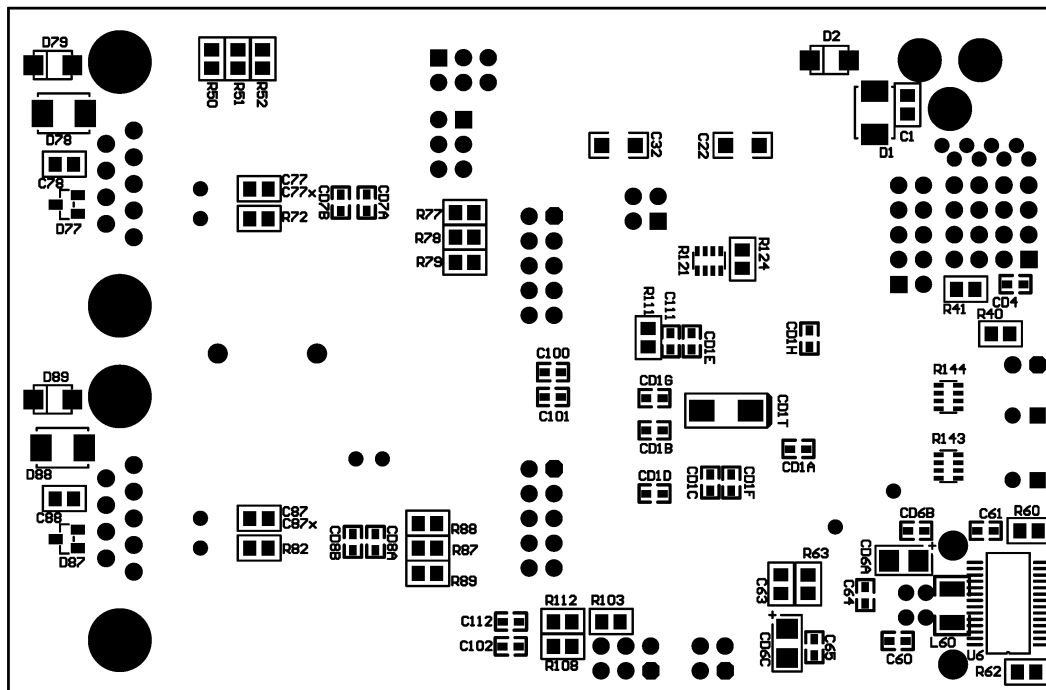 D79
D2
R50
R51
R52
D78
C1
D1
C32
C22
C78
C77
C77x
CD7B
CD7A
R72
D77
R77
R78
R79
R121
R124
R41
CD4
R40
R111
C111
CD1E
CD1H
C100
C101
D89
CD1G
CD1T
R144
CD1B
CD1A
R143
D88
CD1D
CD1C
CD1F
C88
C87
C87x
R82
D87
CD8B
CD8A
R88
R87
R89
CD6B
C61
R60
CD6A
+
R63
C63
C64
L60
U6
C112
R112
R103
C102
R108
+
CD6C
C65
C60
R62